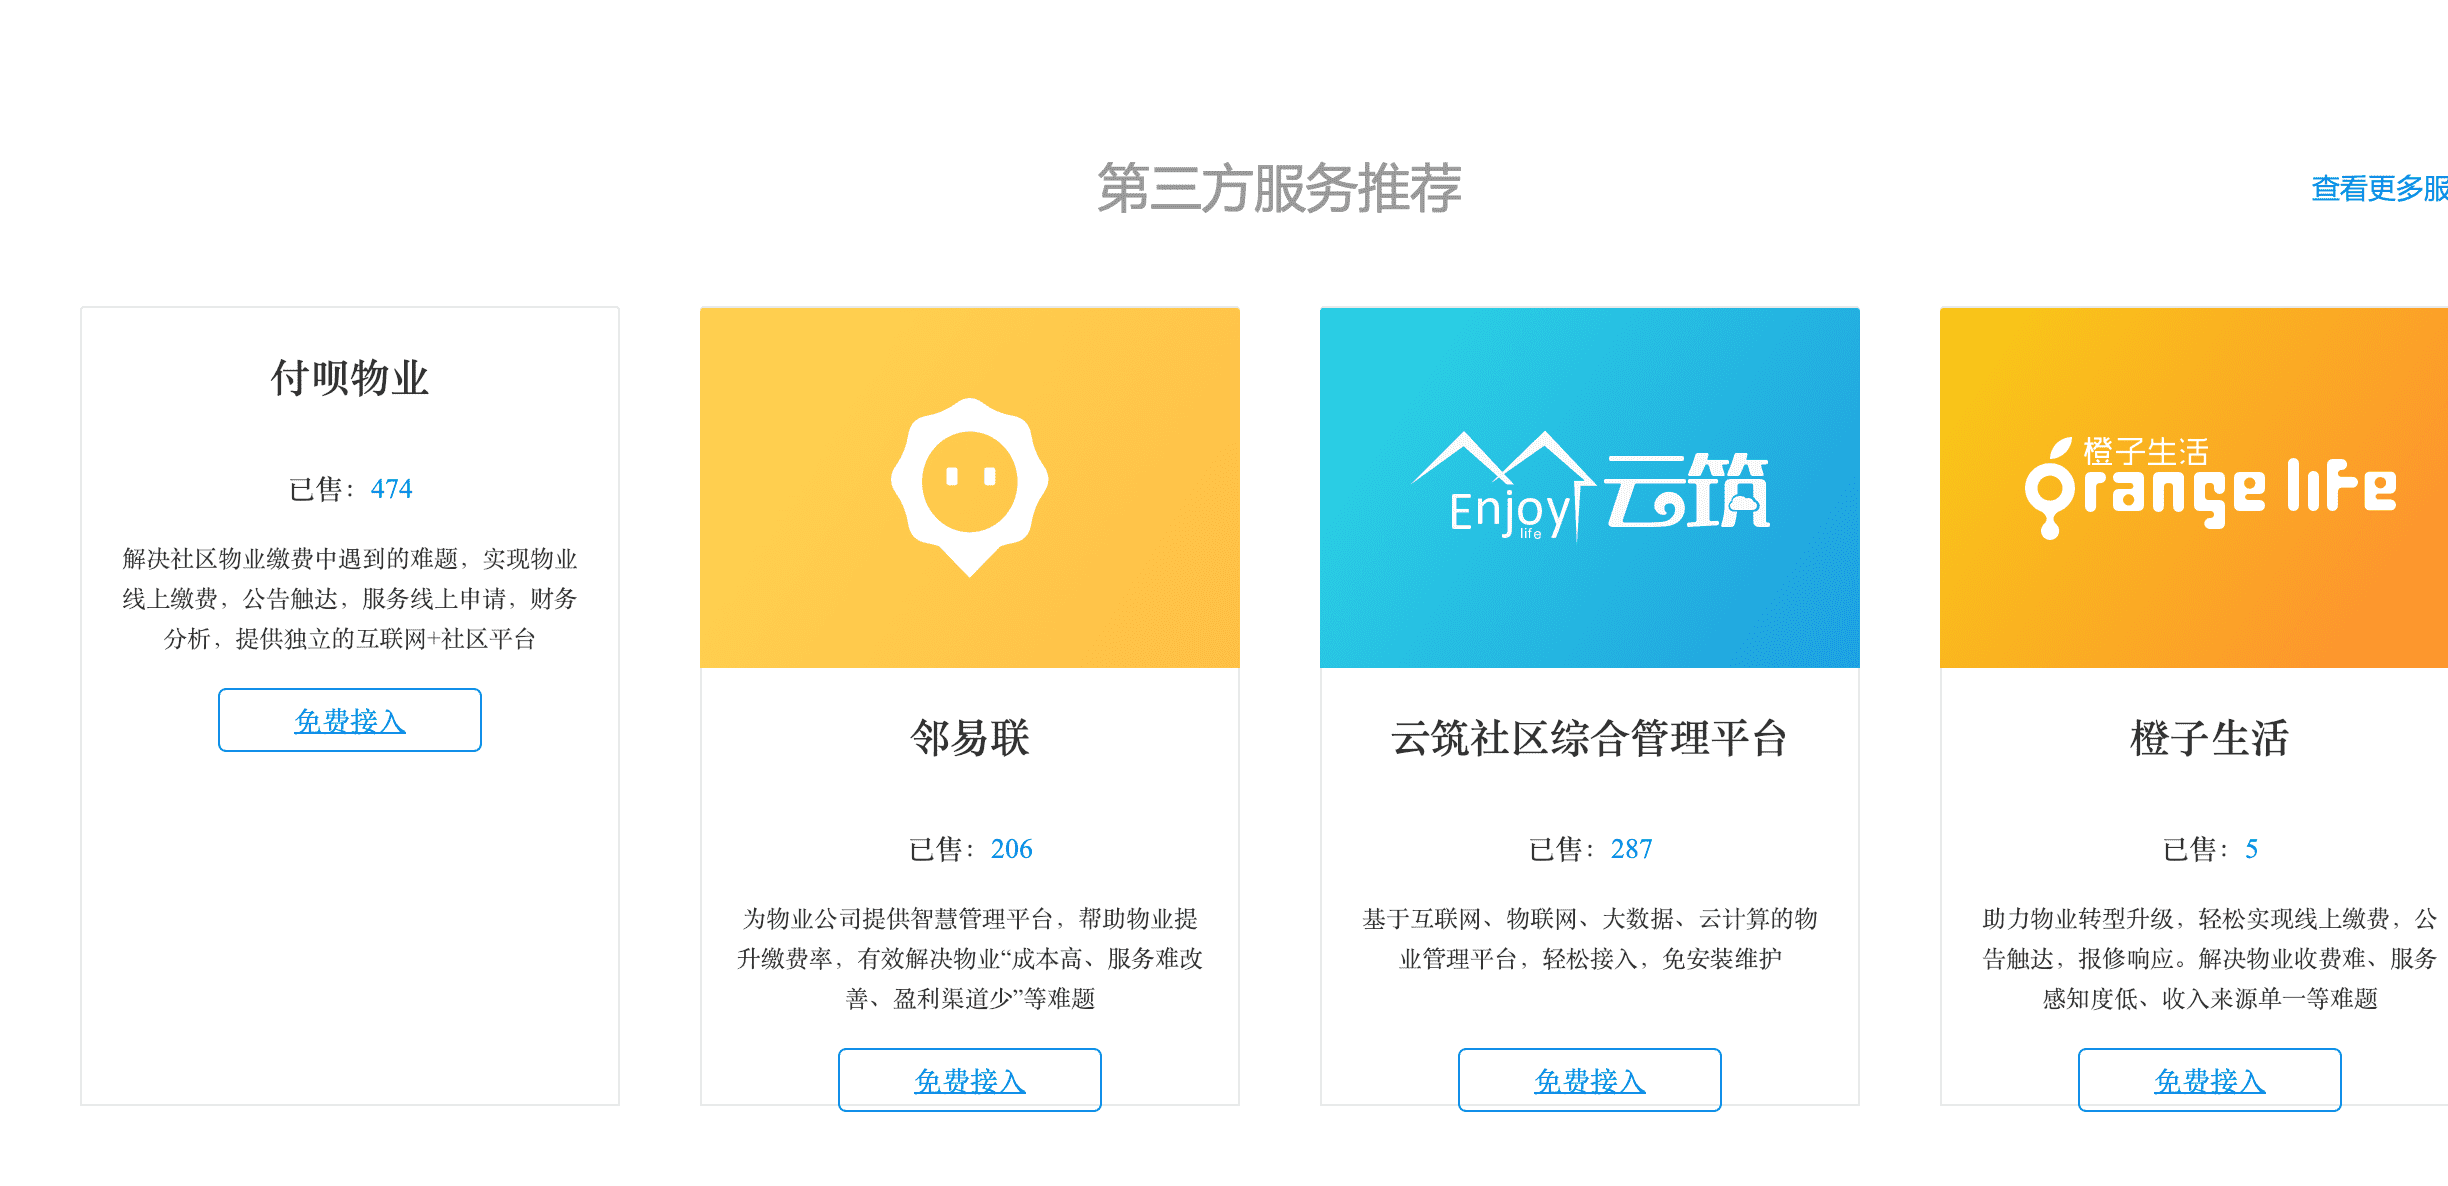 第三方服务推荐
查看更多服
付呗物业
已售：474
解决社区物业缴费中遇到的难题，实现物业
线上缴费，公告触达，服务线上申请，财务
分析，提供独立的互联网+社区平台
免费接入
邻易联
已售：206
为物业公司提供智慧管理平台，帮助物业提
升缴费率，有效解决物业“成本高、服务难改
善、盈利渠道少”等难题
免费接入
Enjoy
life
云筑
云筑社区综合管理平台
已售：287
基于互联网、物联网、大数据、云计算的物
业管理平台，轻松接入，免安装维护
免费接入
橙子生活
orange life
橙子生活
已售：5
助力物业转型升级，轻松实现线上缴费，公
告触达，报修响应。解决物业收费难、服务
感知度低、收入来源单一等难题
免费接入